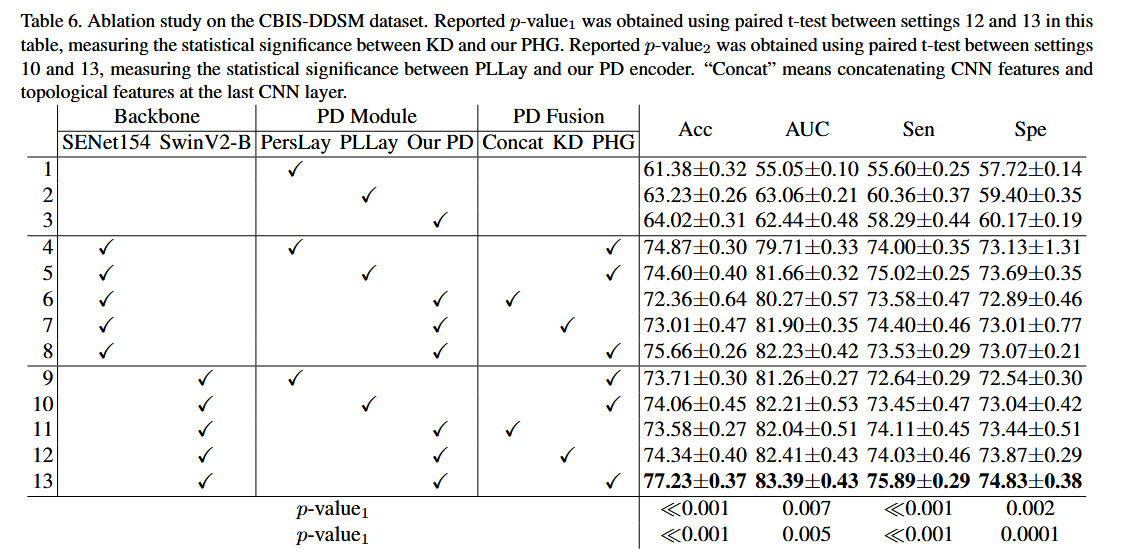 Table 6. Ablation study on the CBIS-DDSM dataset. Reported p-value₁ was obtained using paired t-test between settings 12 and 13 in this
table, measuring the statistical significance between KD and our PHG. Reported p-value₂ was obtained using paired t-test between settings
10 and 13, measuring the statistical significance between PLLay and our PD encoder. “Concat” means concatenating CNN features and
topological features at the last CNN layer.
Backbone PD Module PD Fusion Acc AUC Sen Spe
SENet154 SwinV2-B PersLay PLLay Our PD Concat KD PHG
1 ✓ 61.38±0.32 55.05±0.10 55.60±0.25 57.72±0.14
2 ✓ 63.23±0.26 63.06±0.21 60.36±0.37 59.40±0.35
3 ✓ 64.02±0.31 62.44±0.48 58.29±0.44 60.17±0.19
4 ✓ ✓ ✓ 74.87±0.30 79.71±0.33 74.00±0.35 73.13±1.31
5 ✓ ✓ ✓ 74.60±0.40 81.66±0.32 75.02±0.25 73.69±0.35
6 ✓ ✓ ✓ 72.36±0.64 80.27±0.57 73.58±0.47 72.89±0.46
7 ✓ ✓ ✓ 73.01±0.47 81.90±0.35 74.40±0.46 73.01±0.77
8 ✓ ✓ ✓ 75.66±0.26 82.23±0.42 73.53±0.29 73.07±0.21
9 ✓ ✓ ✓ 73.71±0.30 81.26±0.27 72.64±0.29 72.54±0.30
10 ✓ ✓ ✓ 74.06±0.45 82.21±0.53 73.45±0.47 73.04±0.42
11 ✓ ✓ ✓ 73.58±0.27 82.04±0.51 74.11±0.45 73.44±0.51
12 ✓ ✓ ✓ 74.34±0.40 82.41±0.43 74.03±0.46 73.87±0.29
13 ✓ ✓ ✓ 77.23±0.37 83.39±0.43 75.89±0.29 74.83±0.38
p-value₁ ≪0.001 0.007 ≪0.001 0.002
p-value₁ ≪0.001 0.005 ≪0.001 0.0001